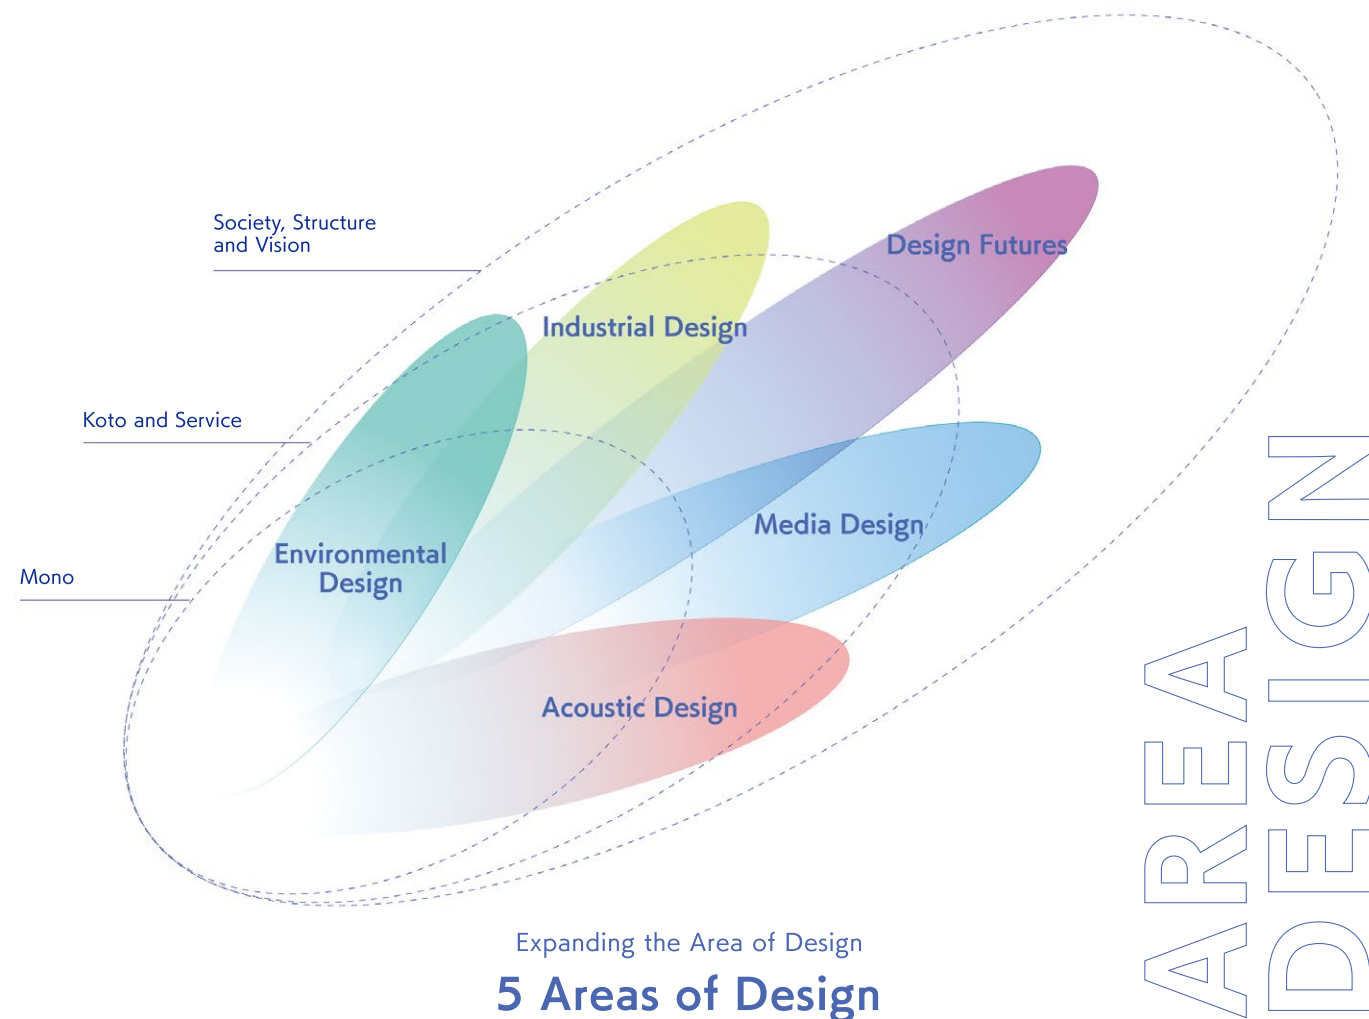 Society, Structure
and Vision
Design Futures
Industrial Design
Koto and Service
Media Design
Environmental
Design
Mono
Acoustic Design
Expanding the Area of Design
5 Areas of Design
AREA
DESIGN